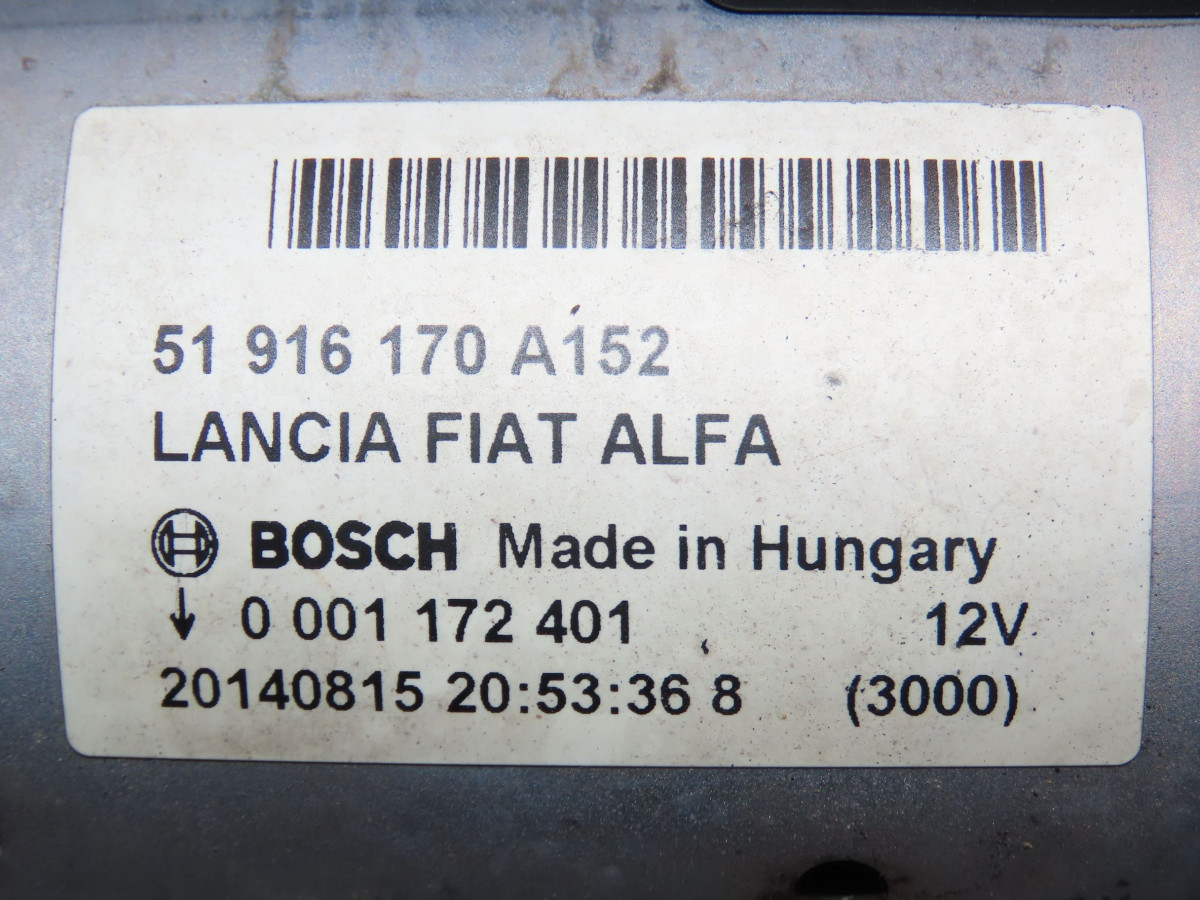 51 916 170 A152
LANCIA FIAT ALFA
BOSCH Made in Hungary
↓ 0 001 172 401 12V
20140815 20:53:36 8 (3000)